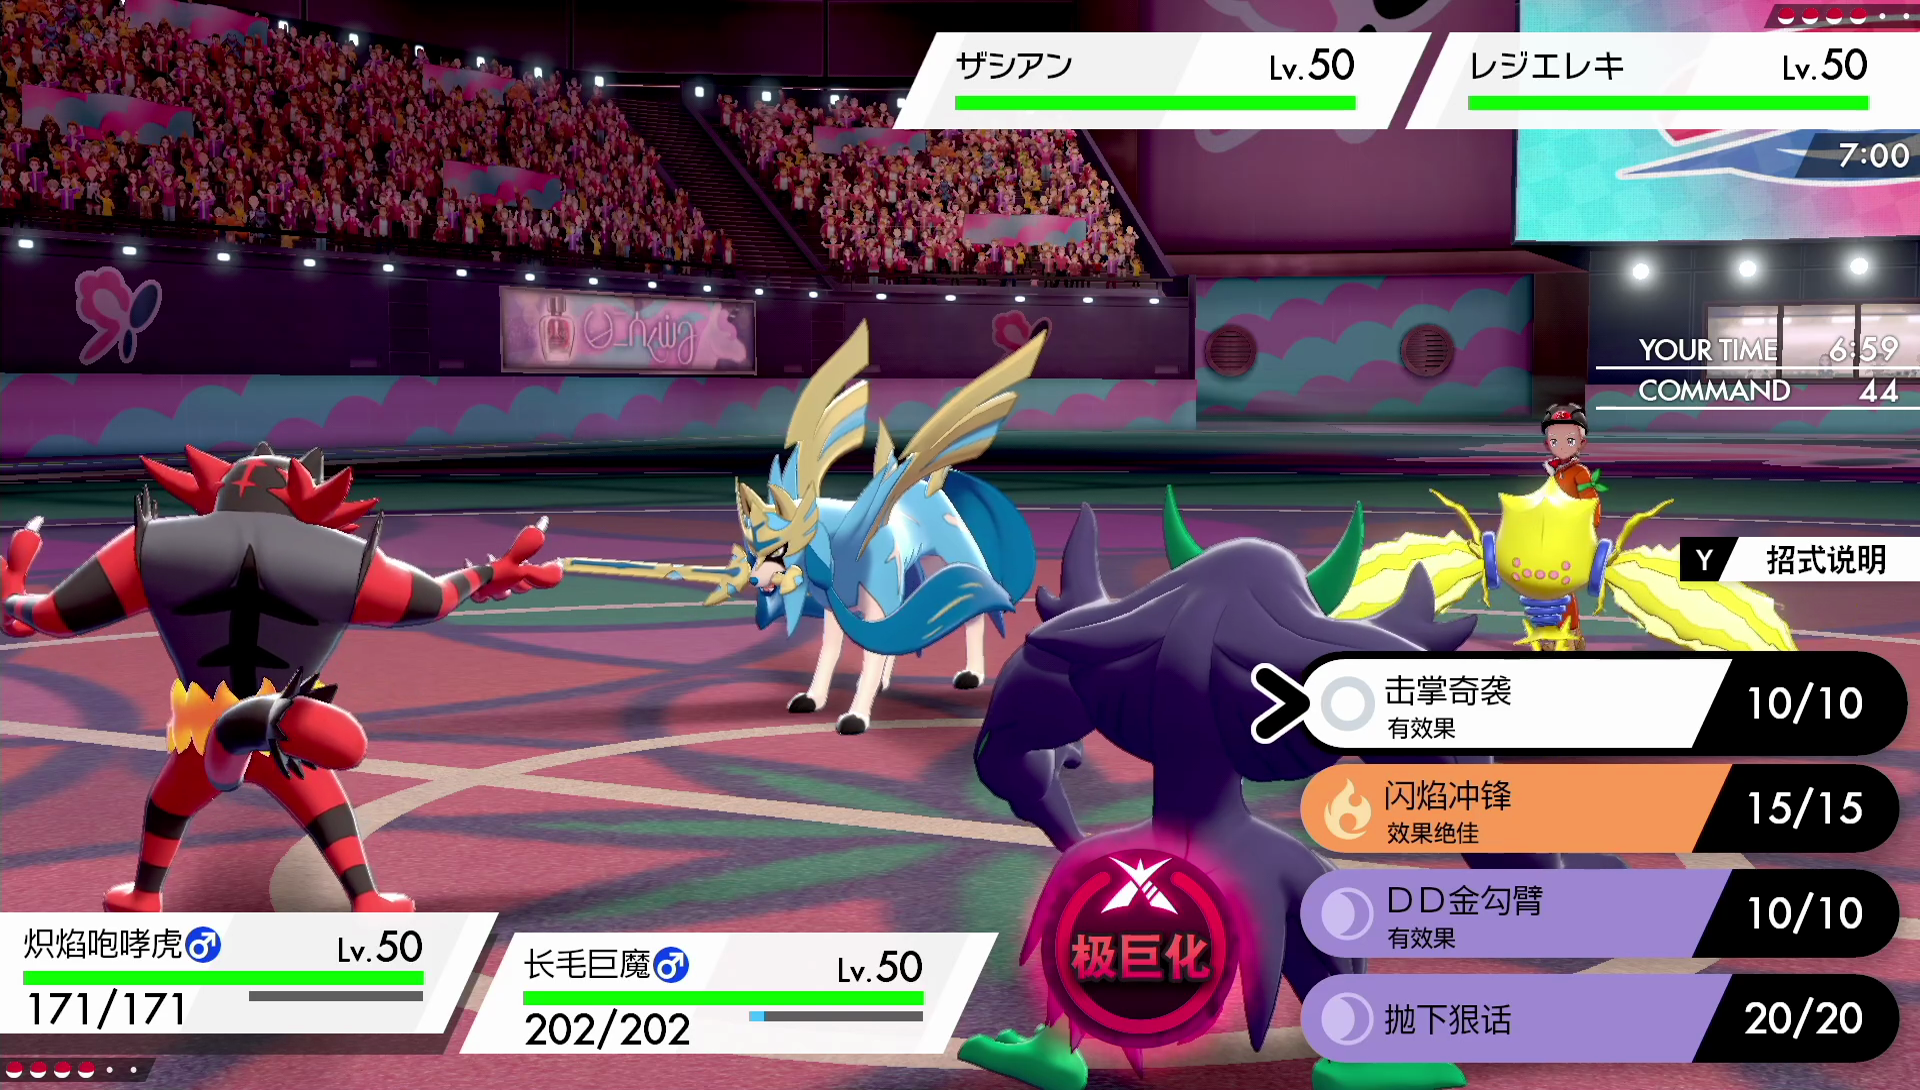 ザシアン Lv.50
レジエレキ Lv.50
7:00
YOUR TIME 6:59
COMMAND 44
Y 招式说明
击掌奇袭 10/10
有效果
闪焰冲锋 15/15
效果绝佳
ＤＤ金勾臂 10/10
有效果
抛下狠话 20/20
极巨化
炽焰咆哮虎♂ Lv.50
171/171
长毛巨魔♂ Lv.50
202/202